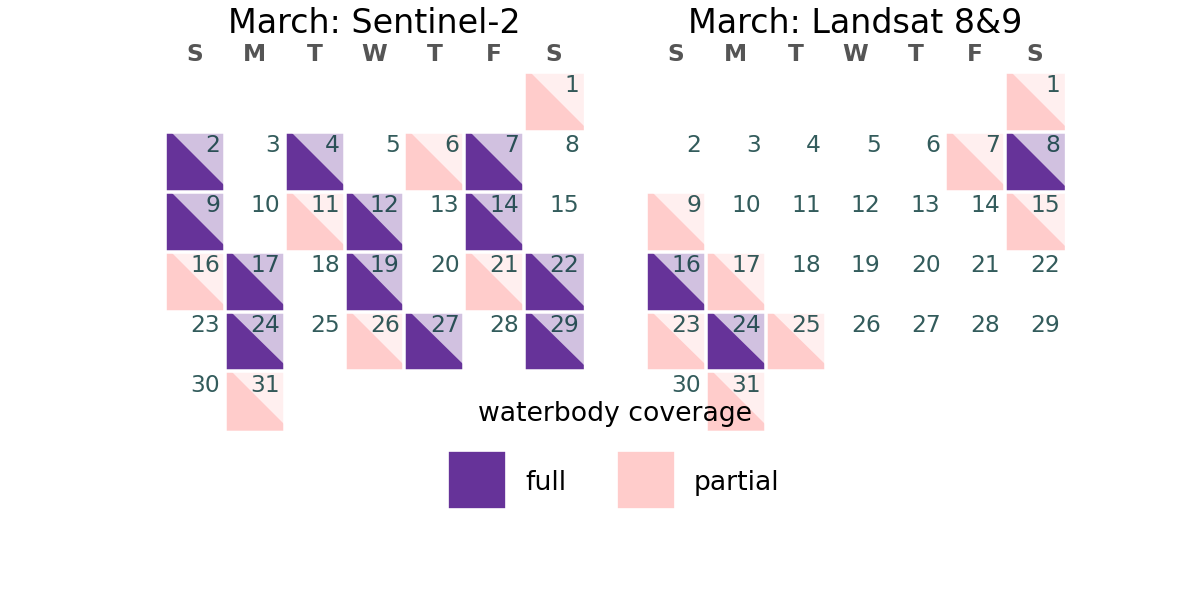 March: Sentinel-2
S M T W T F S
1
2 3 4 5 6 7 8
9 10 11 12 13 14 15
16 17 18 19 20 21 22
23 24 25 26 27 28 29
30 31
March: Landsat 8&9
S M T W T F S
1
2 3 4 5 6 7 8
9 10 11 12 13 14 15
16 17 18 19 20 21 22
23 24 25 26 27 28 29
30 31
waterbody coverage
full partial